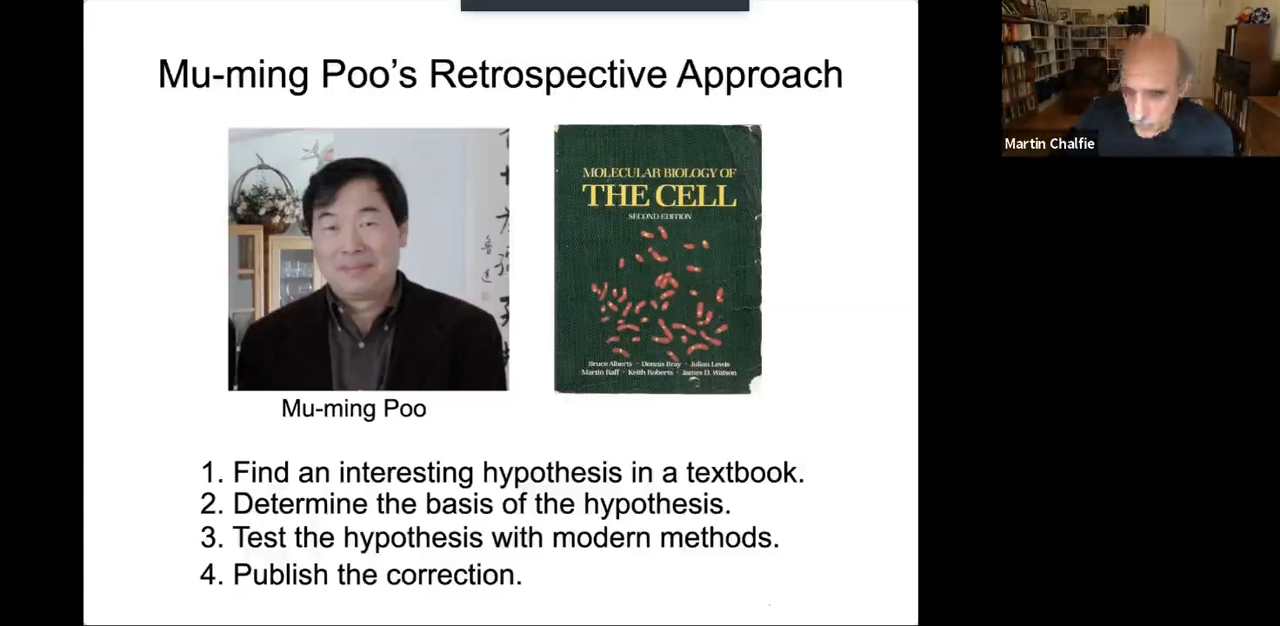 Mu-ming Poo's Retrospective Approach
Martin Chalfie
MOLECULAR BIOLOGY OF
THE CELL
SECOND EDITION
Bruce Alberts · Dennis Bray · Julian Lewis
Martin Raff · Keith Roberts · James D. Watson
Mu-ming Poo
1. Find an interesting hypothesis in a textbook.
2. Determine the basis of the hypothesis.
3. Test the hypothesis with modern methods.
4. Publish the correction.